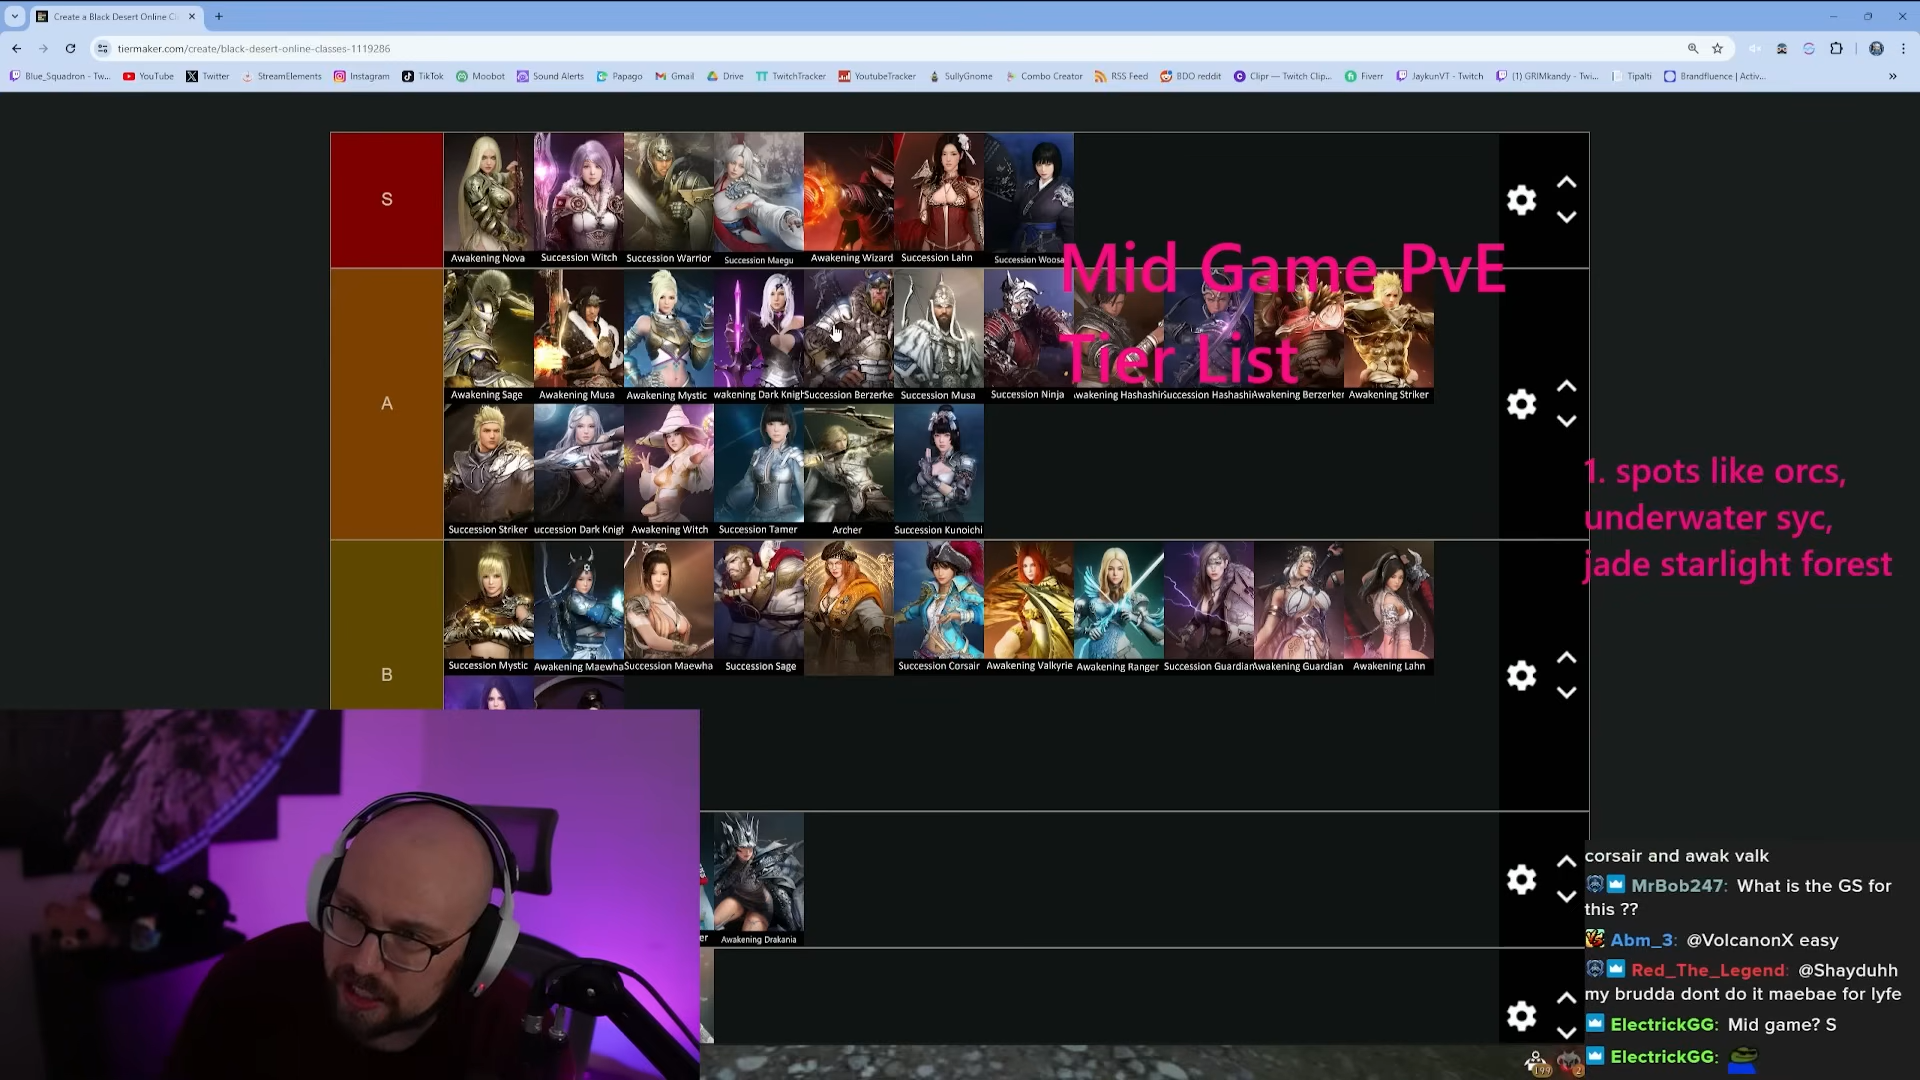 Create a Black Desert Online Cl
tiermaker.com/create/black-desert-online-classes-1119286
Blue_Squadron - Tw...
YouTube
Twitter
StreamElements
Instagram
TikTok
Moobot
Sound Alerts
Papago
Gmail
Drive
TwitchTracker
YoutubeTracker
SullyGnome
Combo Creator
RSS Feed
BDO reddit
Clipr — Twitch Clip...
Fiverr
JaykunVT - Twitch
(1) GRIMkandy - Twi...
Tipalti
Brandfluence | Activ...
S
Awakening Nova
Succession Witch
Succession Warrior
Succession Maegu
Awakening Wizard
Succession Lahn
Succession Woosa
Mid Game PvE
Tier List
A
Awakening Sage
Awakening Musa
Awakening Mystic
wakening Dark Knigh
Succession Berzerke
Succession Musa
Succession Ninja
wakening Hashashi
uccession Hashashi
Awakening Berzerker
Awakening Striker
Succession Striker
uccession Dark Knigh
Awakening Witch
Succession Tamer
Archer
Succession Kunoichi
1. spots like orcs,
underwater syc,
jade starlight forest
B
Succession Mystic
Awakening Maewha
Succession Maewha
Succession Sage
Succession Corsair
Awakening Valkyrie
Awakening Ranger
Succession Guardian
wakening Guardian
Awakening Lahn
er
Awakening Drakania
corsair and awak valk
MrBob247: What is the GS for
this ??
Abm_3: @VolcanonX easy
Red_The_Legend: @Shayduhh
my brudda dont do it maebae for lyfe
ElectrickGG: Mid game? S
ElectrickGG:
199
2